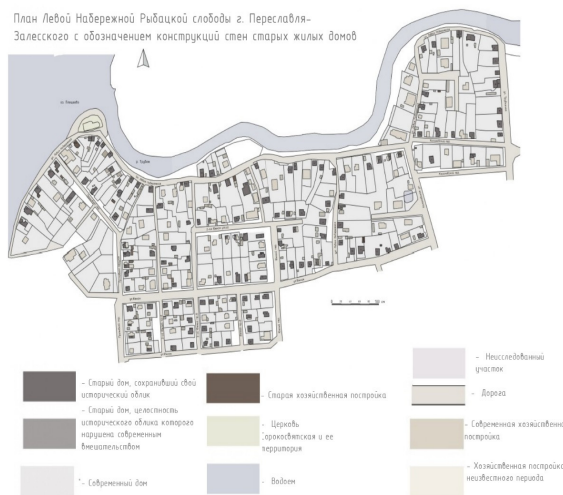 План Левой Набережной Рыбацкой слободы г. Переславля-
Залесского с обозначением конструкций стен старых жилых домов
- Старый дом, сохранивший свой
исторический облик
- Старый дом, целостность
исторического облика которого
нарушена современным
вмешательством
- Современный дом
- Старая хозяйственная постройка
- Церковь
Сорокосвятская и ее
территория
- Водоем
- Неисследованный
участок
- Дорога
- Современная хозяйственна
постройка
- Хозяйственная постройка
неизвестного периода